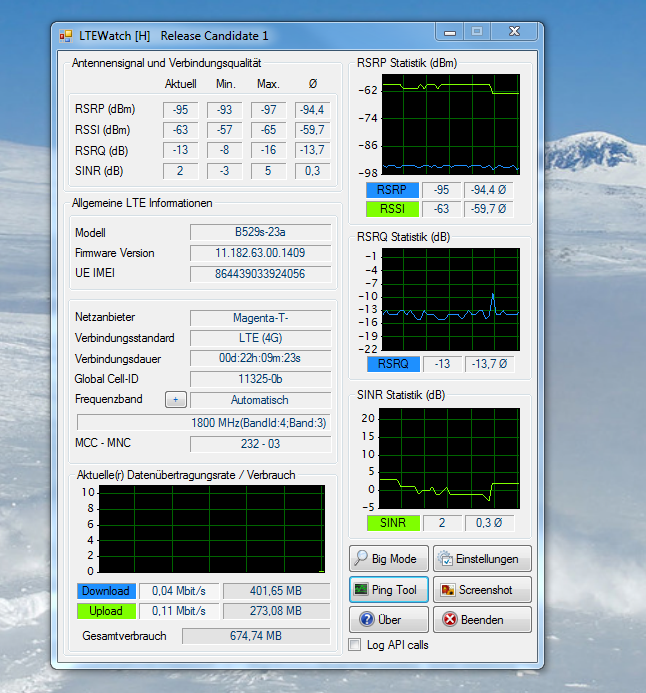 LTEWatch [H] Release Candidate 1
Antennensignal und Verbindungsqualität
Aktuell Min. Max. Ø
RSRP (dBm) -95 -93 -97 -94,4
RSSI (dBm) -63 -57 -65 -59,7
RSRQ (dB) -13 -8 -16 -13,7
SINR (dB) 2 -3 5 0,3
Allgemeine LTE Informationen
Modell B529s-23a
Firmware Version 11.182.63.00.1409
UE IMEI 864439033924056
Netzanbieter Magenta-T-
Verbindungsstandard LTE (4G)
Verbindungsdauer 00d:22h:09m:23s
Global Cell-ID 11325-0b
Frequenzband + Automatisch
1800 MHz(BandId:4;Band:3)
MCC - MNC 232 - 03
Aktuelle(r) Datenübertragungsrate / Verbrauch
10
8
6
4
2
0
Download 0,04 Mbit/s 401,65 MB
Upload 0,11 Mbit/s 273,08 MB
Gesamtverbrauch 674,74 MB
RSRP Statistik (dBm)
-62
-74
-86
-98
RSRP -95 -94,4 Ø
RSSI -63 -59,7 Ø
RSRQ Statistik (dB)
-1
-4
-7
-10
-13
-16
-19
-22
RSRQ -13 -13,7 Ø
SINR Statistik (dB)
20
15
10
5
0
-5
SINR 2 0,3 Ø
Big Mode Einstellungen
Ping Tool Screenshot
Über Beenden
Log API calls